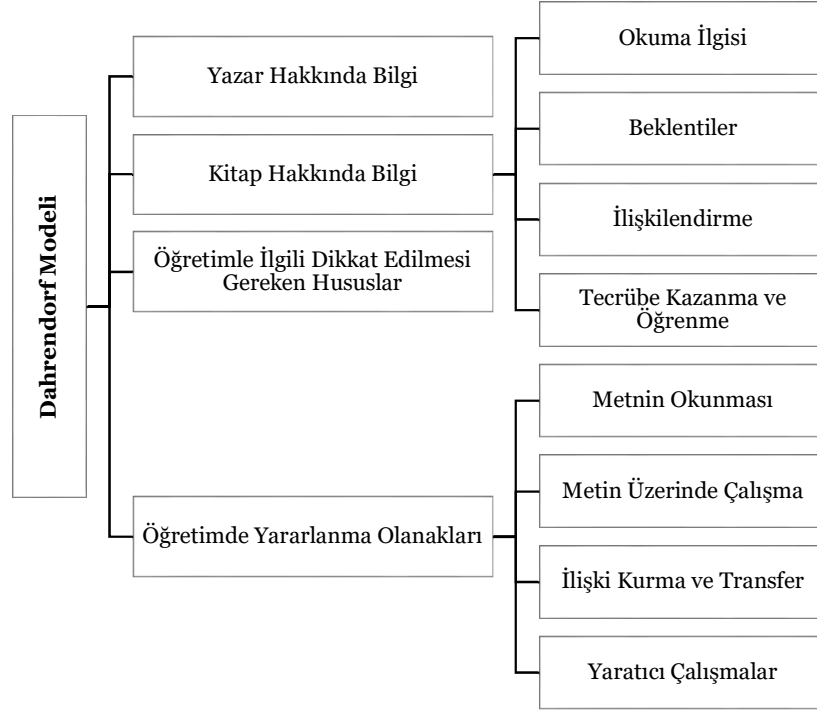 Dahrendorf Modeli
Yazar Hakkında Bilgi
Kitap Hakkında Bilgi
Öğretimle İlgili Dikkat Edilmesi
Gereken Hususlar
Öğretimde Yararlanma Olanakları
Okuma İlgisi
Beklentiler
İlişkilendirme
Tecrübe Kazanma ve
Öğrenme
Metnin Okunması
Metin Üzerinde Çalışma
İlişki Kurma ve Transfer
Yaratıcı Çalışmalar